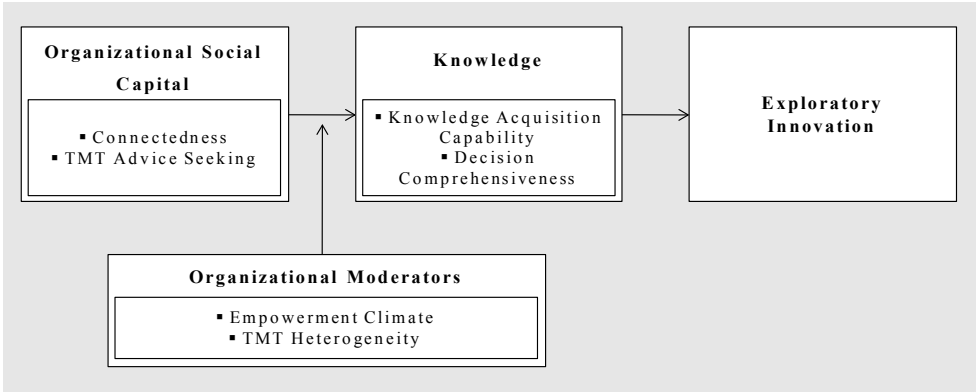 Organizational Social
Capital
▪ Connectedness
▪ TMT Advice Seeking
Knowledge
▪ Knowledge Acquisition
Capability
▪ Decision
Comprehensiveness
Exploratory
Innovation
Organizational Moderators
▪ Empowerment Climate
▪ TMT Heterogeneity